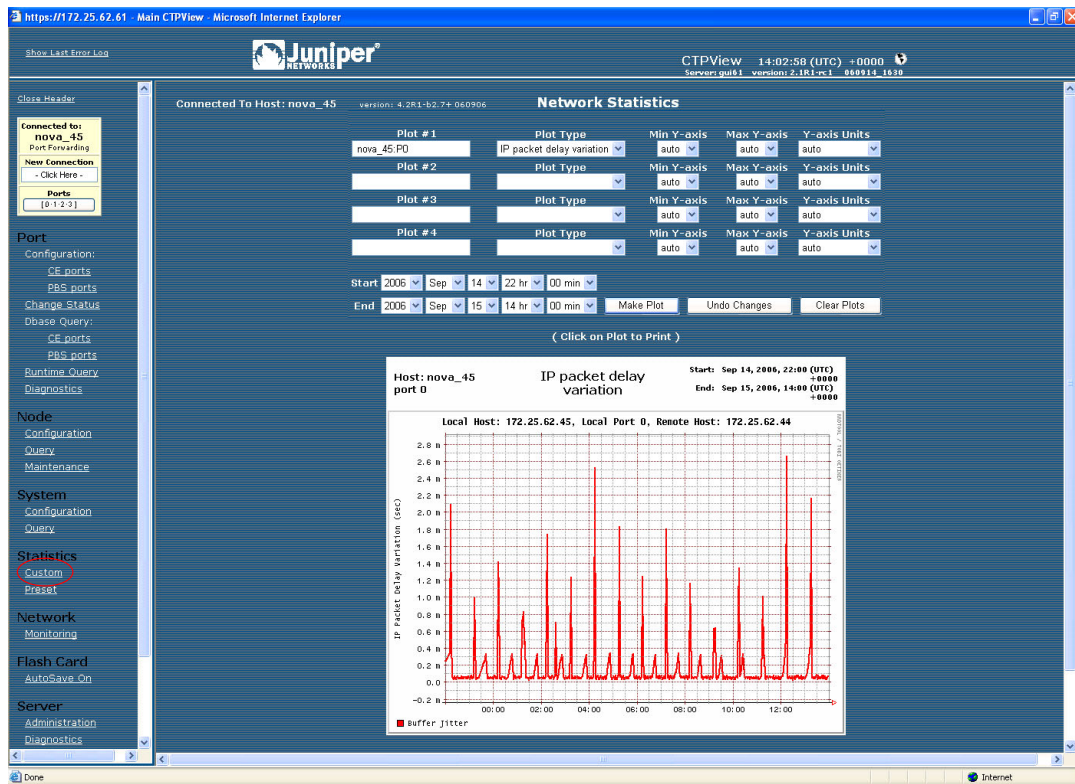 https://172.25.62.61 - Main CTPView - Microsoft Internet Explorer
Show Last Error Log
Juniper®
NETWORKS
CTPView 14:02:58 (UTC) +0000
Server: gui61 version: 2.1R1-rc1 060914_1630
Close Header
Connected to:
nova_45
Port Forwarding
New Connection
- Click Here -
Ports
[0-1-2-3]
Port
Configuration:
CE ports
PBS ports
Change Status
Dbase Query:
CE ports
PBS ports
Runtime Query
Diagnostics
Node
Configuration
Query
Maintenance
System
Configuration
Query
Statistics
Custom
Preset
Network
Monitoring
Flash Card
AutoSave On
Server
Administration
Diagnostics
Connected To Host: nova_45 version: 4.2R1-b2.7+ 060906 Network Statistics
Plot #1 Plot Type Min Y-axis Max Y-axis Y-axis Units
nova_45:P0 IP packet delay variation auto auto auto
Plot #2 Plot Type Min Y-axis Max Y-axis Y-axis Units
auto auto auto
Plot #3 Plot Type Min Y-axis Max Y-axis Y-axis Units
auto auto auto
Plot #4 Plot Type Min Y-axis Max Y-axis Y-axis Units
auto auto auto
Start 2006 Sep 14 22 hr 00 min
End 2006 Sep 15 14 hr 00 min Make Plot Undo Changes Clear Plots
( Click on Plot to Print )
Host: nova_45
port 0
IP packet delay
variation
Start: Sep 14, 2006, 22:00 (UTC)
+0000
End: Sep 15, 2006, 14:00 (UTC)
+0000
Local Host: 172.25.62.45, Local Port 0, Remote Host: 172.25.62.44
IP Packet Delay Variation (sec)
2.8 m
2.6 m
2.4 m
2.2 m
2.0 m
1.8 m
1.6 m
1.4 m
1.2 m
1.0 m
0.8 m
0.6 m
0.4 m
0.2 m
0.0
-0.2 m
00:00 02:00 04:00 06:00 08:00 10:00 12:00
Buffer Jitter
RRDTOOL / TOBI OETIKER
Done
Internet